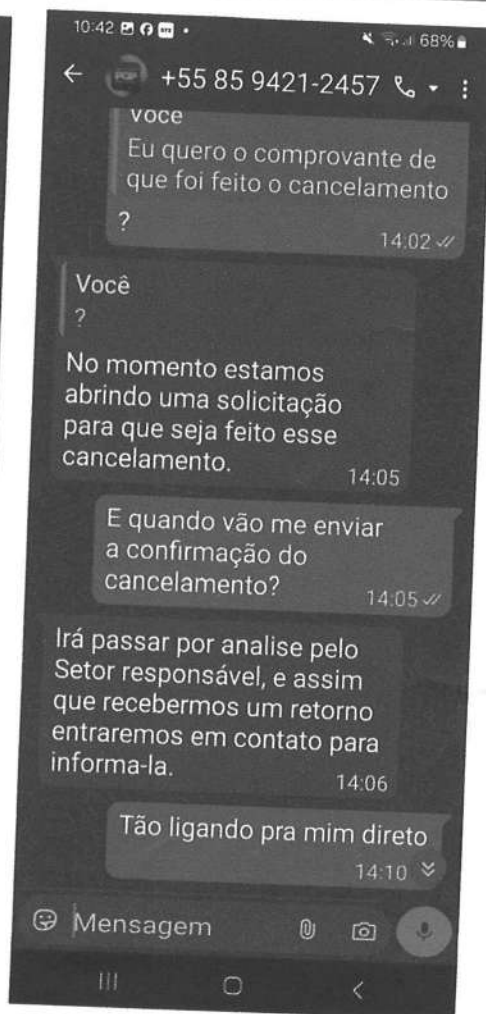 10:42
68%
+55 85 9421-2457
Você
Eu quero o comprovante de
que foi feito o cancelamento
?
14:02
Você
?
No momento estamos
abrindo uma solicitação
para que seja feito esse
cancelamento.
14:05
E quando vão me enviar
a confirmação do
cancelamento?
14:05
Irá passar por analise pelo
Setor responsável, e assim
que recebermos um retorno
entraremos em contato para
informa-la.
14:06
Tão ligando pra mim direto
14:10
Mensagem